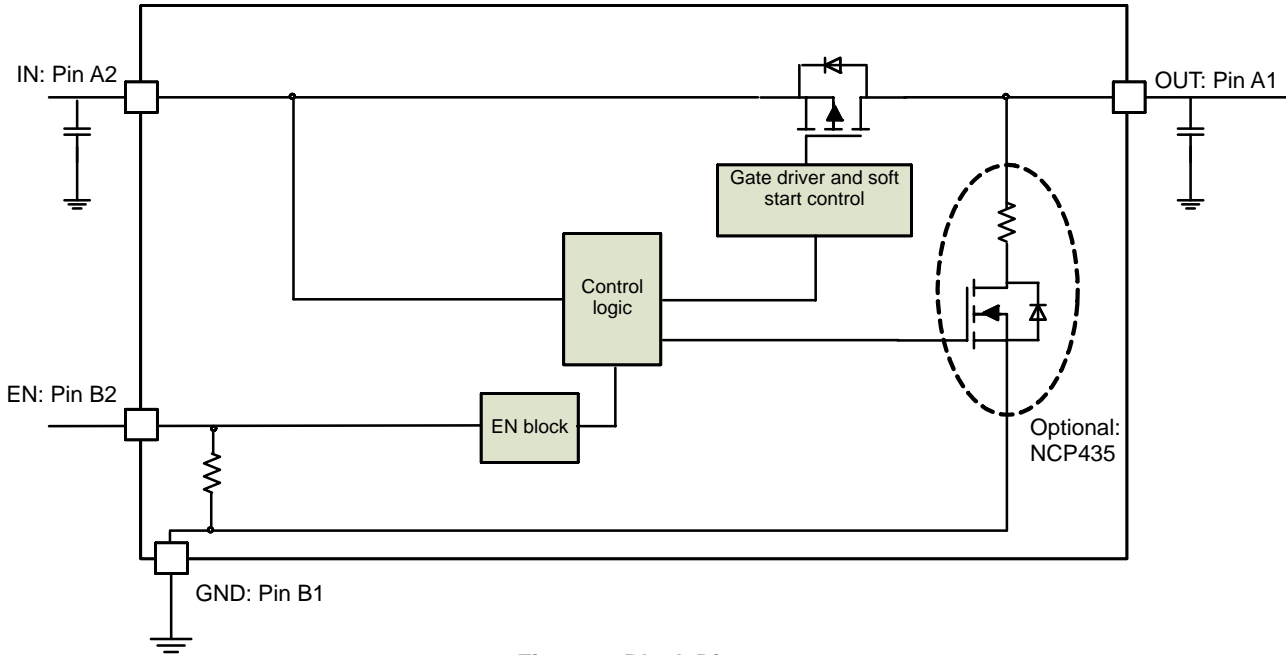 IN: Pin A2
OUT: Pin A1
Gate driver and soft
start control
Control
logic
EN: Pin B2
EN block
Optional:
NCP435
GND: Pin B1